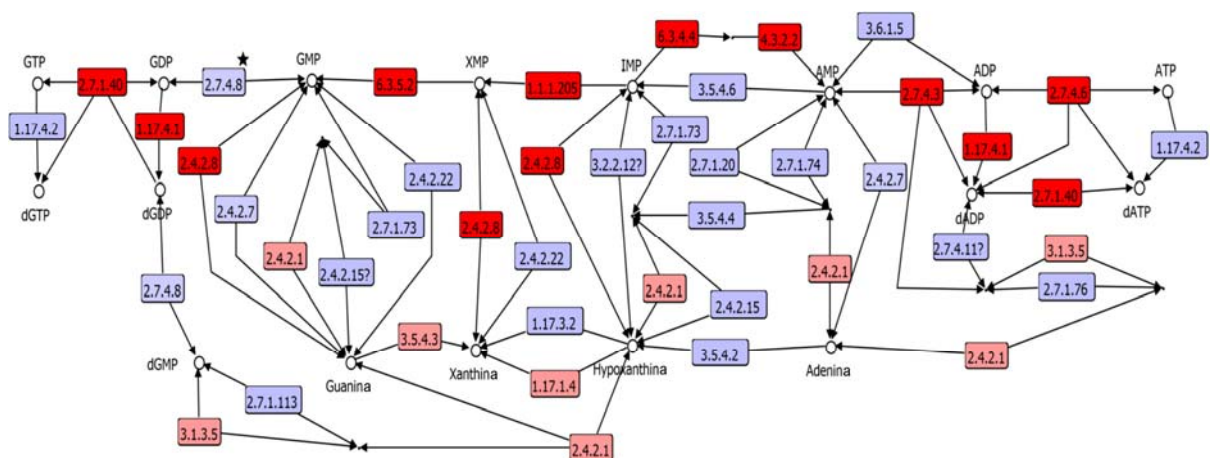 6.3.4.4 4.3.2.2 3.6.1.5
GTP GDP GMP XMP IMP AMP ADP ATP
2.7.1.40 2.7.4.8 6.3.5.2 1.1.1.205 3.5.4.6 2.7.4.3 2.7.4.6
1.17.4.2 1.17.4.1 2.7.1.73 1.17.4.1 1.17.4.2
2.4.2.8 2.4.2.8 3.2.2.12? 2.7.1.20 2.7.1.74
2.4.2.22 2.4.2.7
dGTP dGDP 2.7.1.40 dATP
2.4.2.7 2.7.1.73 2.4.2.8 3.5.4.4 dADP
2.4.2.1 2.4.2.15? 2.4.2.22 2.7.4.11? 3.1.3.5
2.7.4.8 2.4.2.1 2.4.2.15 2.4.2.1 2.7.1.76
3.5.4.3 1.17.3.2 3.5.4.2 2.4.2.1
dGMP Guanina Xanthina Hypoxanthina Adenina
1.17.1.4
2.7.1.113
3.1.3.5 2.4.2.1